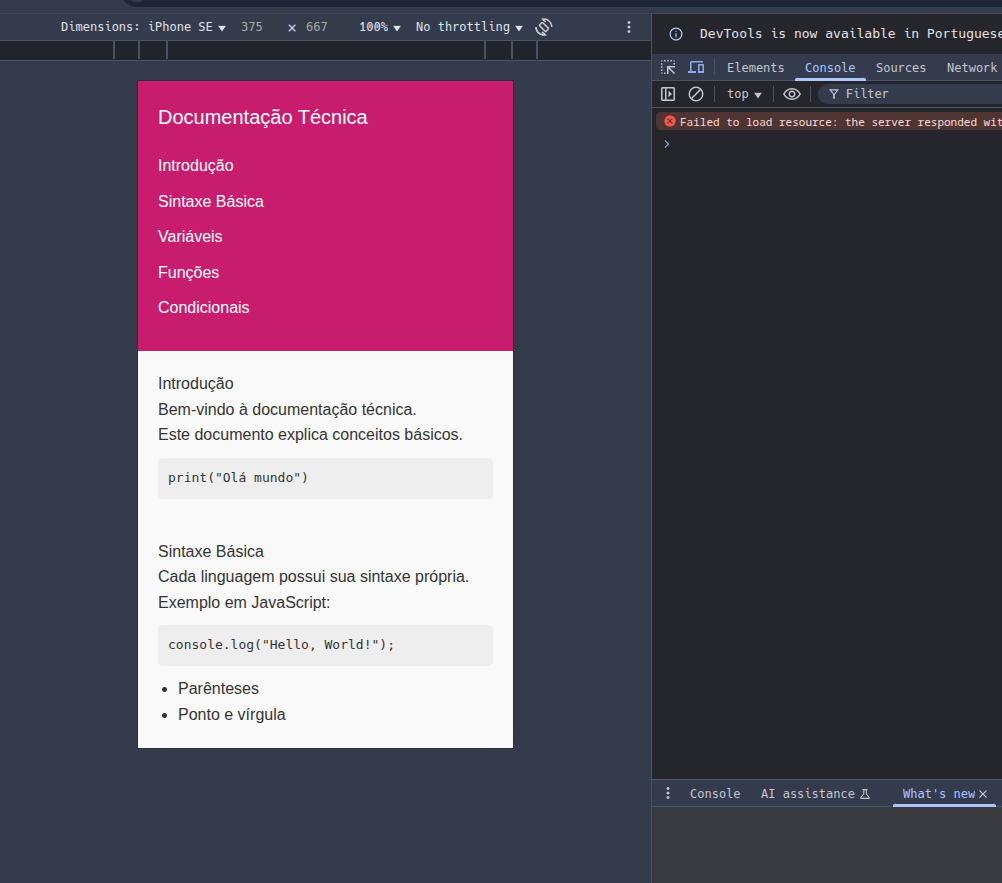 Dimensions: iPhone SE 375 × 667 100% No throttling
DevTools is now available in Portuguese
Elements Console Sources Network
top Filter
Failed to load resource: the server responded wit
Documentação Técnica
Introdução
Sintaxe Básica
Variáveis
Funções
Condicionais
Introdução
Bem-vindo à documentação técnica.
Este documento explica conceitos básicos.
print("Olá mundo")
Sintaxe Básica
Cada linguagem possui sua sintaxe própria.
Exemplo em JavaScript:
console.log("Hello, World!");
Parênteses
Ponto e vírgula
Console AI assistance What's new